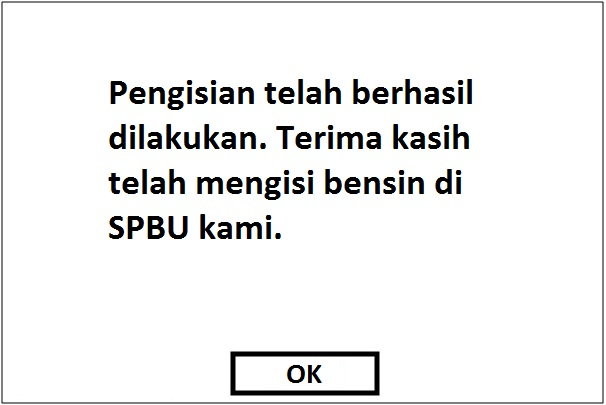 Pengisian telah berhasil
dilakukan. Terima kasih
telah mengisi bensin di
SPBU kami.
OK